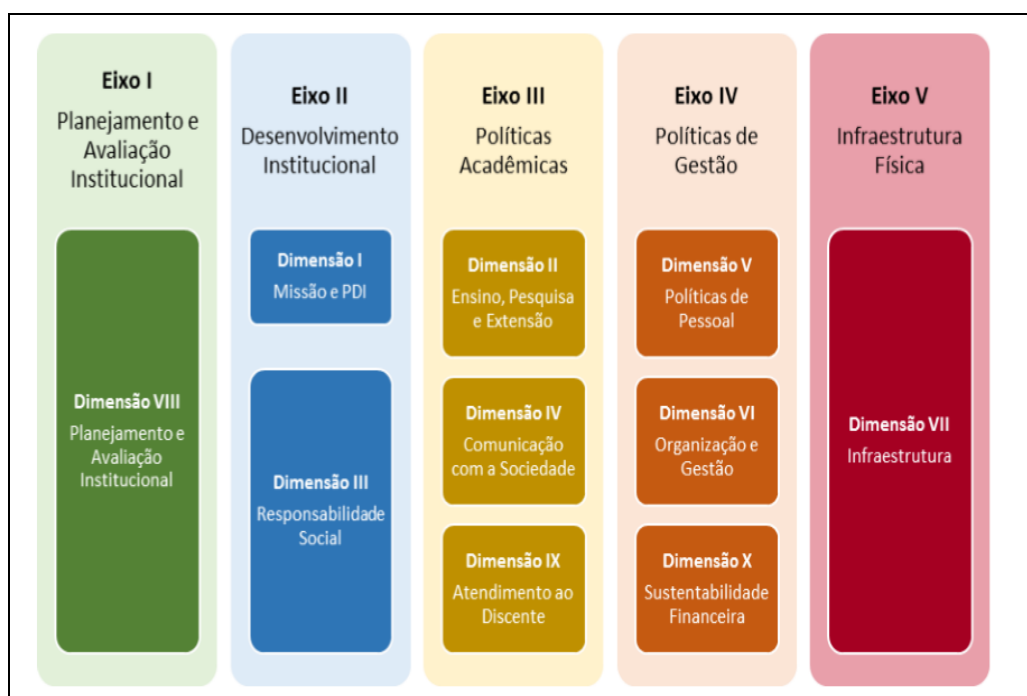 Eixo I
Planejamento e
Avaliação
Institucional
Dimensão VIII
Planejamento e
Avaliação
Institucional
Eixo II
Desenvolvimento
Institucional
Dimensão I
Missão e PDI
Dimensão III
Responsabilidade
Social
Eixo III
Políticas
Acadêmicas
Dimensão II
Ensino, Pesquisa
e Extensão
Dimensão IV
Comunicação
com a Sociedade
Dimensão IX
Atendimento ao
Discente
Eixo IV
Políticas de
Gestão
Dimensão V
Políticas de
Pessoal
Dimensão VI
Organização e
Gestão
Dimensão X
Sustentabilidade
Financeira
Eixo V
Infraestrutura
Física
Dimensão VII
Infraestrutura